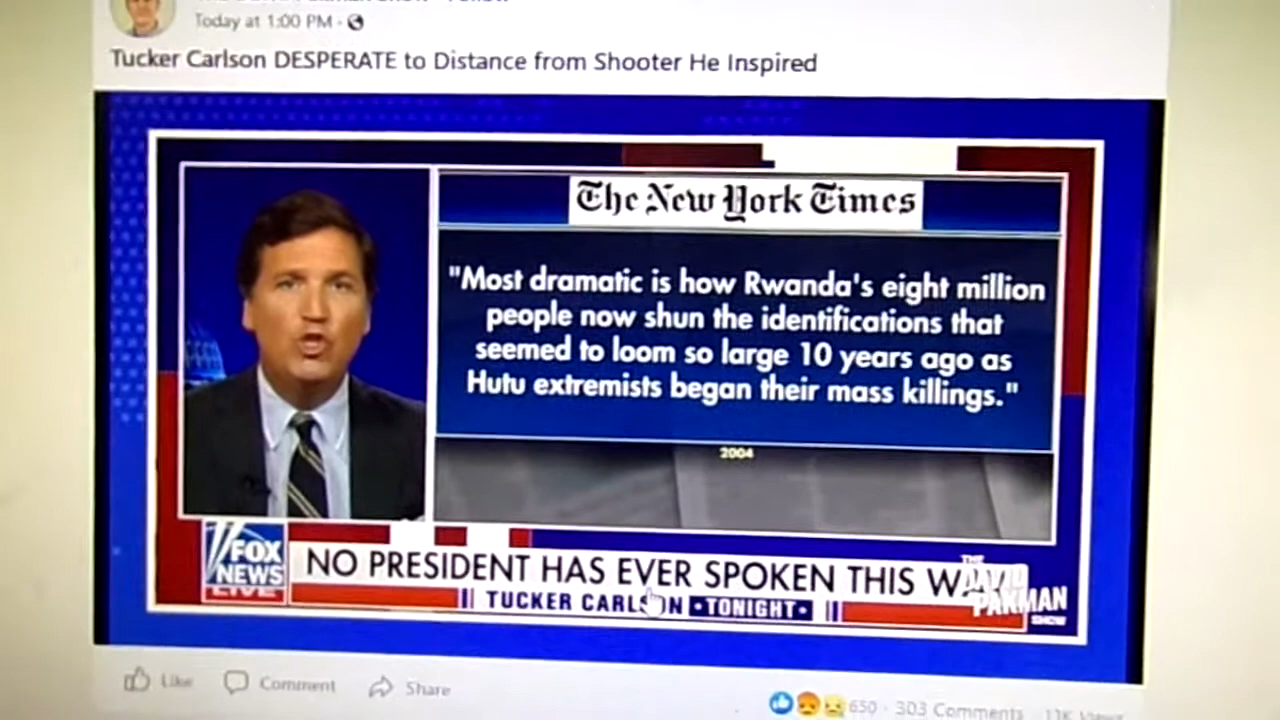 Today at 1:00 PM
Tucker Carlson DESPERATE to Distance from Shooter He Inspired
The New York Times
"Most dramatic is how Rwanda's eight million
people now shun the identifications that
seemed to loom so large 10 years ago as
Hutu extremists began their mass killings."
2004
FOX
NEWS
LIVE
NO PRESIDENT HAS EVER SPOKEN THIS WAY
TUCKER CARLSON TONIGHT
THE
DAVID
PAKMAN
SHOW
Like
Comment
Share
650 · 303 Comments 11K Views